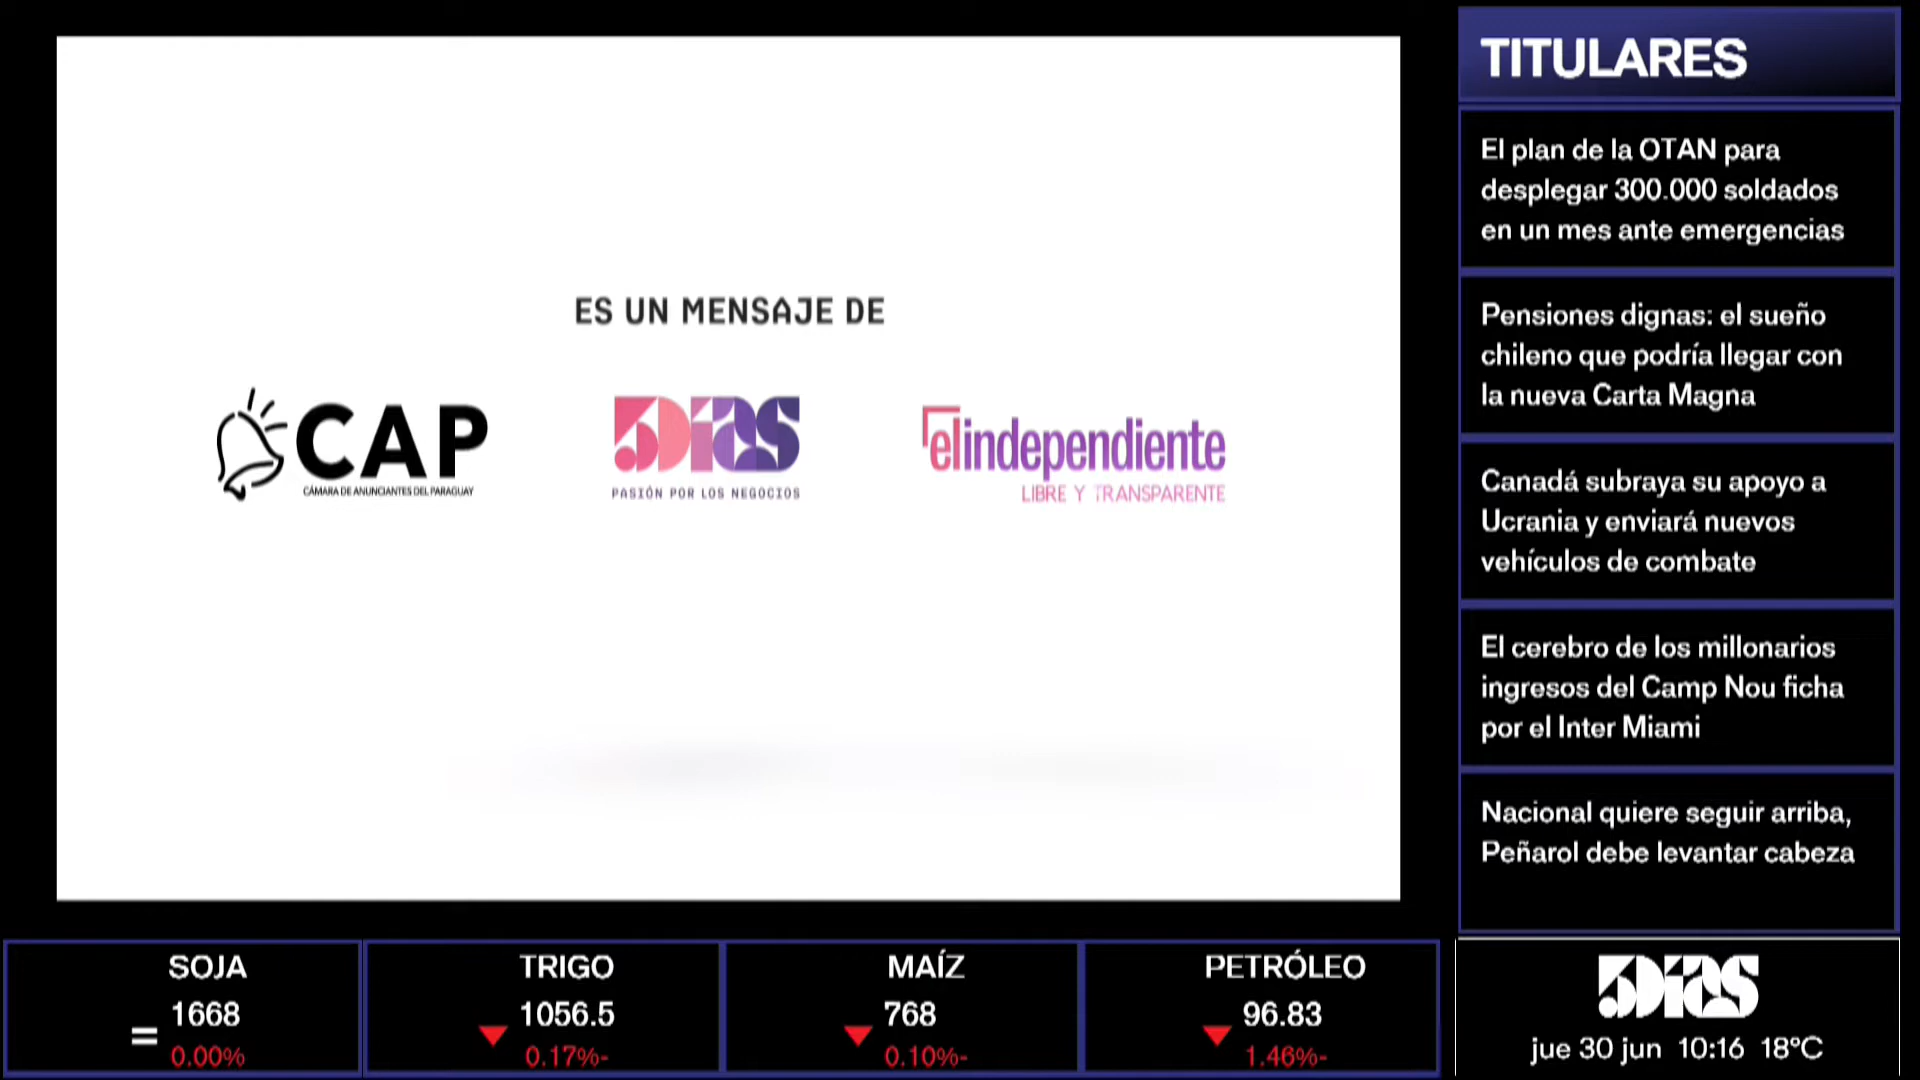 ES UN MENSAJE DE
CAP
CÁMARA DE ANUNCIANTES DEL PARAGUAY
5Días
PASIÓN POR LOS NEGOCIOS
elindependiente
LIBRE Y TRANSPARENTE
TITULARES
El plan de la OTAN para
desplegar 300.000 soldados
en un mes ante emergencias
Pensiones dignas: el sueño
chileno que podría llegar con
la nueva Carta Magna
Canadá subraya su apoyo a
Ucrania y enviará nuevos
vehículos de combate
El cerebro de los millonarios
ingresos del Camp Nou ficha
por el Inter Miami
Nacional quiere seguir arriba,
Peñarol debe levantar cabeza
SOJA
1668
= 0.00%
TRIGO
1056.5
0.17%-
MAÍZ
768
0.10%-
PETRÓLEO
96.83
1.46%-
5Días
jue 30 jun 10:16 18°C